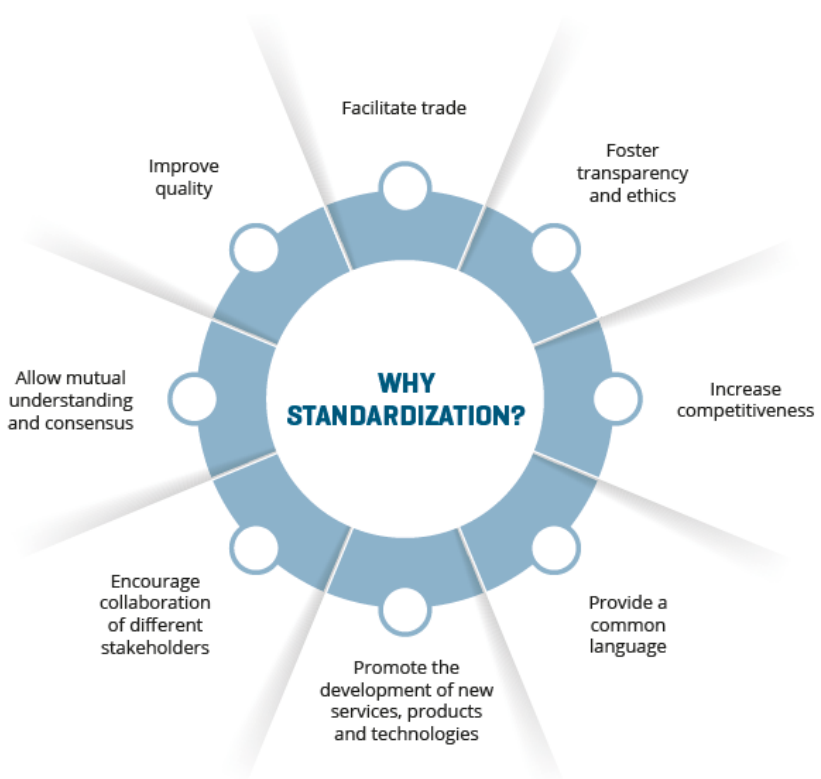 Facilitate trade
Foster
transparency
and ethics
Increase
competitiveness
Provide a
common
language
Promote the
development of new
services, products
and technologies
Encourage
collaboration
of different
stakeholders
Allow mutual
understanding
and consensus
Improve
quality
WHY
STANDARDIZATION?